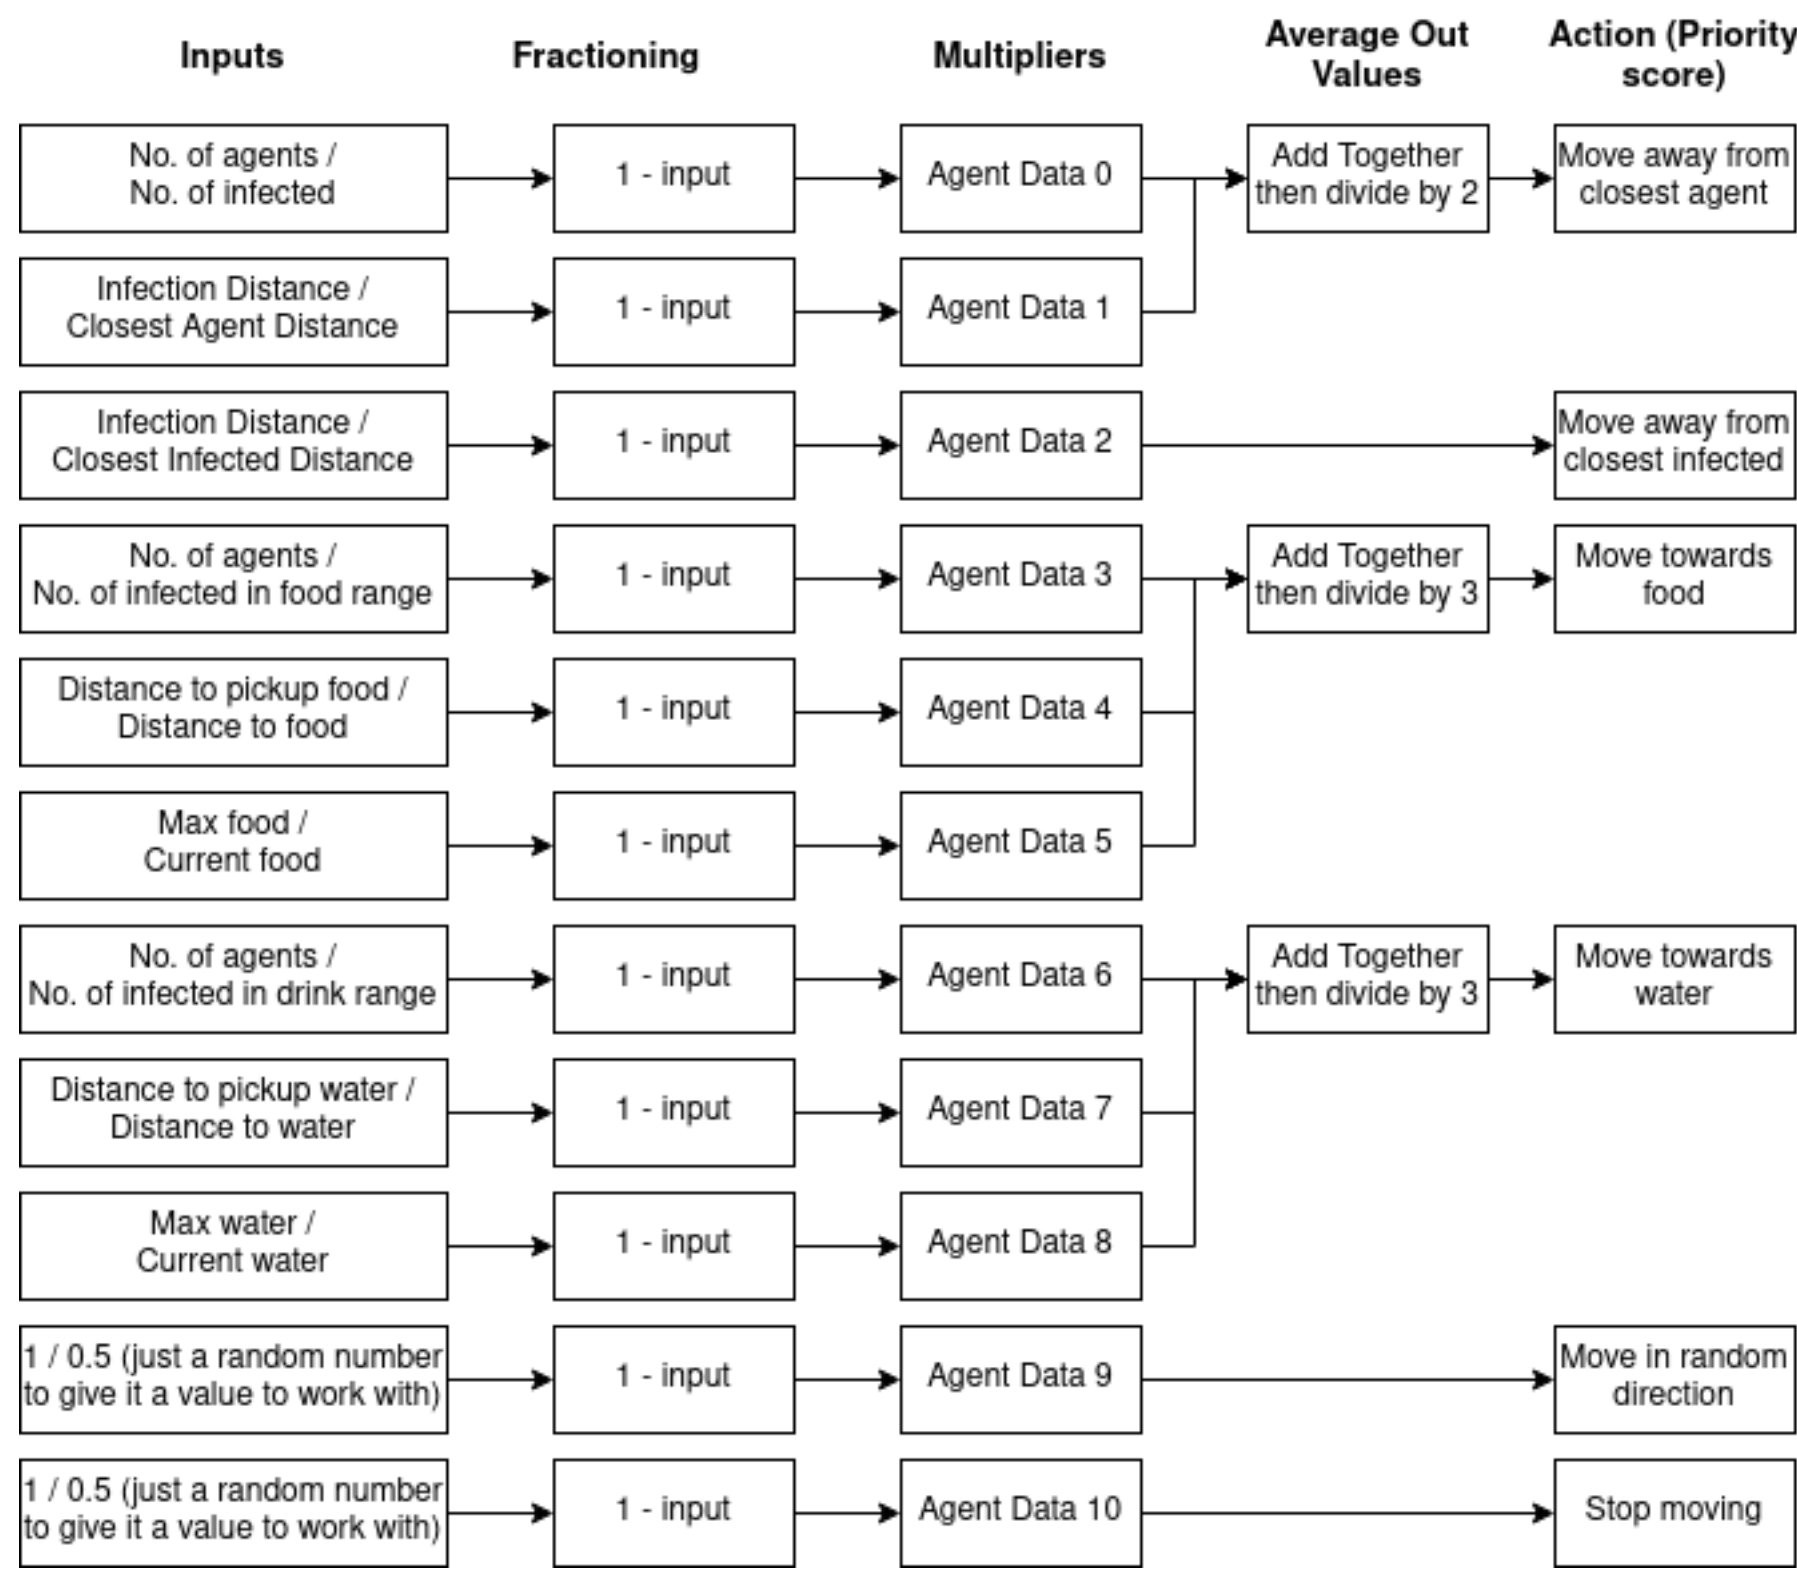 Inputs
Fractioning
Multipliers
Average Out
Values
Action (Priority
score)
No. of agents /
No. of infected
1 - input
Agent Data 0
Add Together
then divide by 2
Move away from
closest agent
Infection Distance /
Closest Agent Distance
1 - input
Agent Data 1
Infection Distance /
Closest Infected Distance
1 - input
Agent Data 2
Move away from
closest infected
No. of agents /
No. of infected in food range
1 - input
Agent Data 3
Add Together
then divide by 3
Move towards
food
Distance to pickup food /
Distance to food
1 - input
Agent Data 4
Max food /
Current food
1 - input
Agent Data 5
No. of agents /
No. of infected in drink range
1 - input
Agent Data 6
Add Together
then divide by 3
Move towards
water
Distance to pickup water /
Distance to water
1 - input
Agent Data 7
Max water /
Current water
1 - input
Agent Data 8
1 / 0.5 (just a random number
to give it a value to work with)
1 - input
Agent Data 9
Move in random
direction
1 / 0.5 (just a random number
to give it a value to work with)
1 - input
Agent Data 10
Stop moving